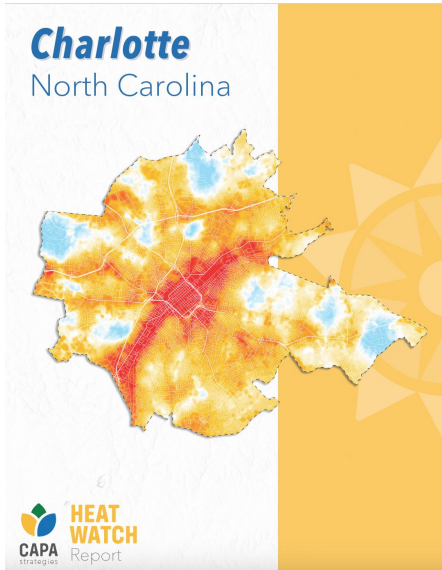 Charlotte
North Carolina
HEAT
WATCH
Report
CAPA
strategies